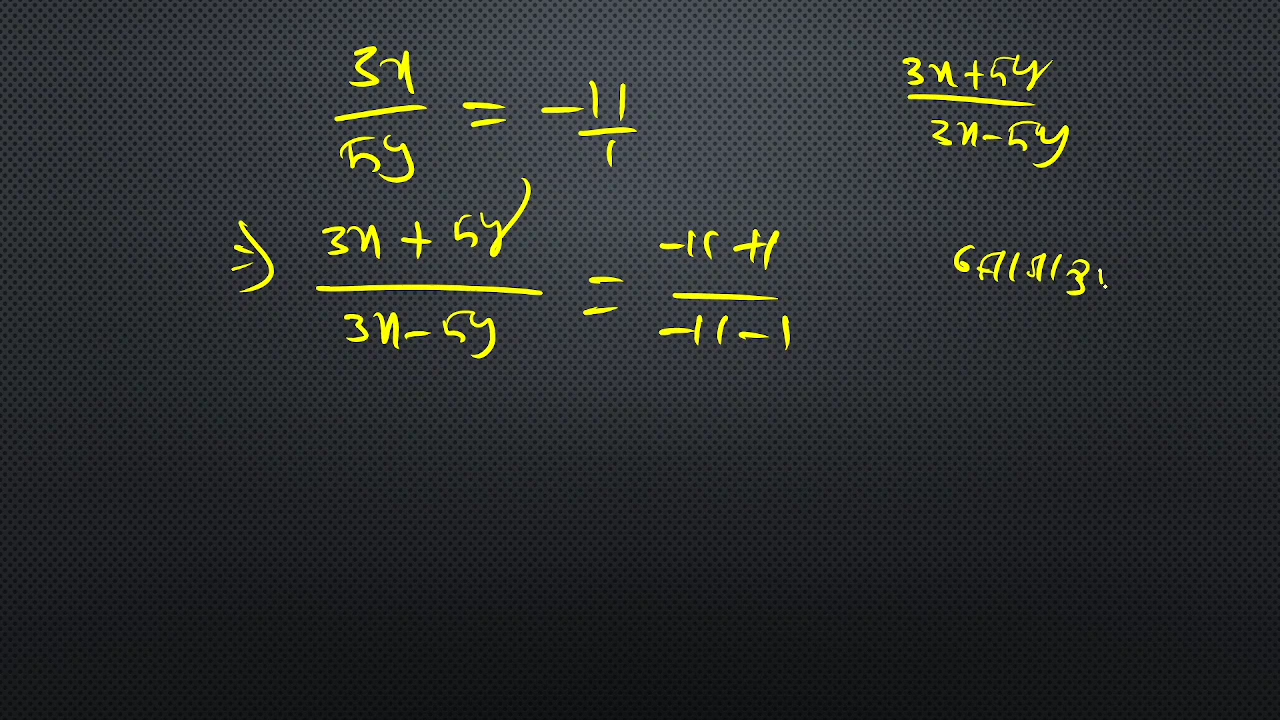 3x/5y = -11/1
3x+5y/3x-5y
⇒ 3x + 5y/3x - 5y = -11 + 1/-11 - 1